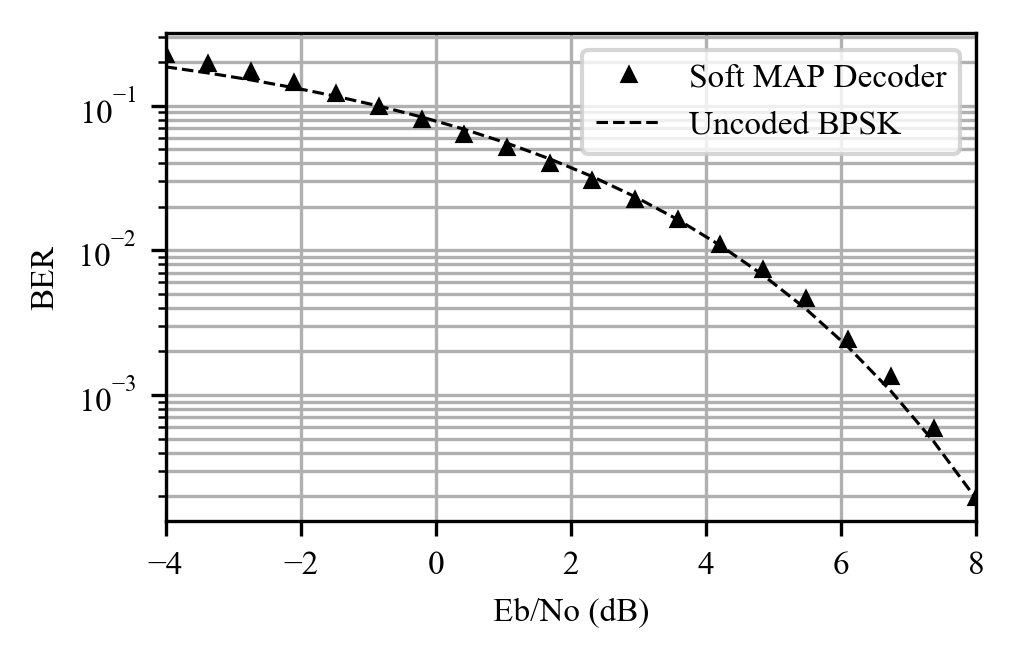 Soft MAP Decoder
Uncoded BPSK
10⁻¹
10⁻²
10⁻³
BER
−4 −2 0 2 4 6 8
Eb/No (dB)